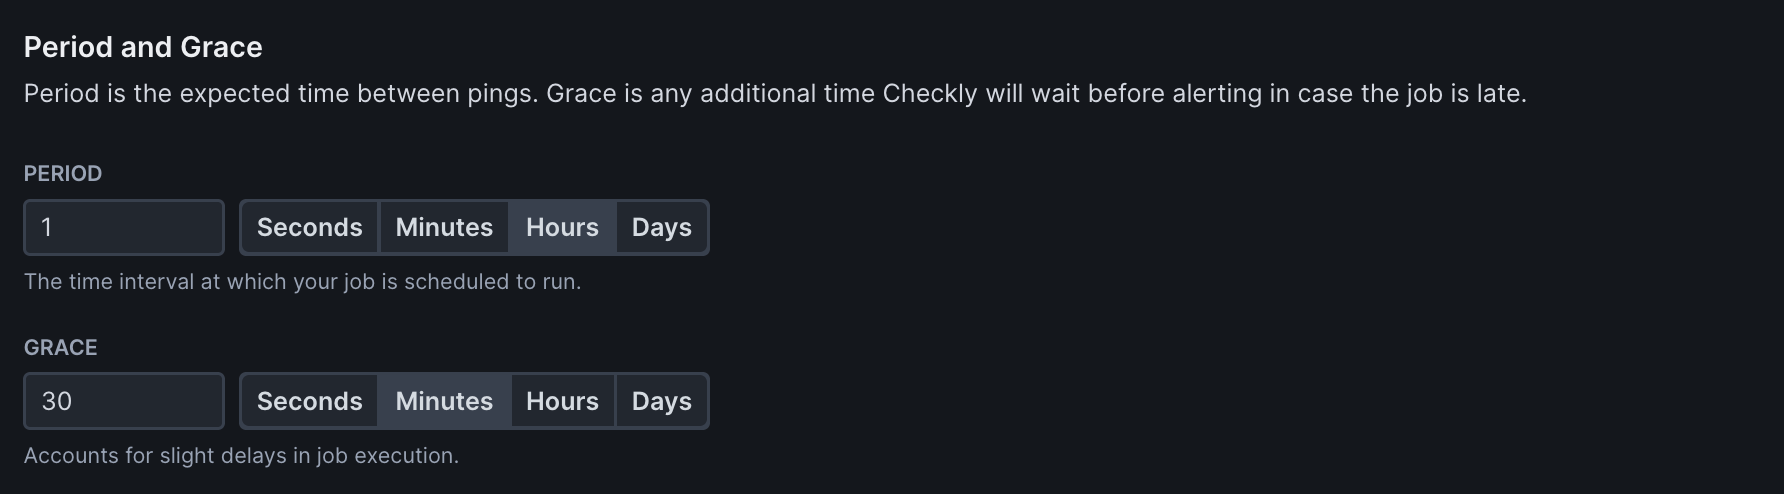 Period and Grace
Period is the expected time between pings. Grace is any additional time Checkly will wait before alerting in case the job is late.
PERIOD
1 Seconds Minutes Hours Days
The time interval at which your job is scheduled to run.
GRACE
30 Seconds Minutes Hours Days
Accounts for slight delays in job execution.